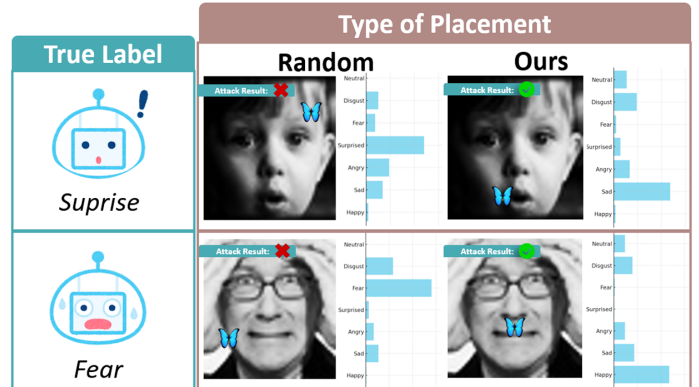 Type of Placement
True Label
Random
Ours
Attack Result:
Neutral
Disgust
Fear
Surprised
Angry
Sad
Happy
Attack Result:
Neutral
Disgust
Fear
Surprised
Angry
Sad
Happy
Suprise
Attack Result:
Neutral
Disgust
Fear
Surprised
Angry
Sad
Happy
Attack Result:
Neutral
Disgust
Fear
Surprised
Angry
Sad
Happy
Fear